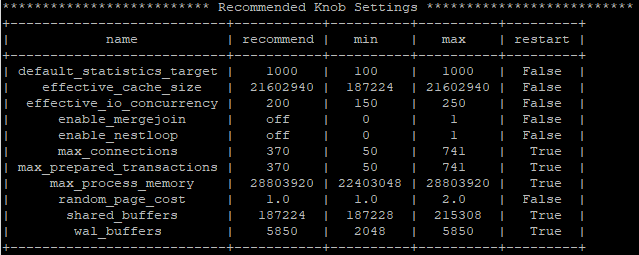 ************************** Recommended Knob Settings **************************
+---------------------------+-----------+----------+----------+---------+
| name | recommend | min | max | restart |
+---------------------------+-----------+----------+----------+---------+
| default_statistics_target | 1000 | 100 | 1000 | False |
| effective_cache_size | 21602940 | 187224 | 21602940 | False |
| effective_io_concurrency | 200 | 150 | 250 | False |
| enable_mergejoin | off | 0 | 1 | False |
| enable_nestloop | off | 0 | 1 | False |
| max_connections | 370 | 50 | 741 | True |
| max_prepared_transactions | 370 | 50 | 741 | True |
| max_process_memory | 28803920 | 22403048 | 28803920 | True |
| random_page_cost | 1.0 | 1.0 | 2.0 | False |
| shared_buffers | 187224 | 187228 | 215308 | True |
| wal_buffers | 5850 | 2048 | 5850 | True |
+---------------------------+-----------+----------+----------+---------+